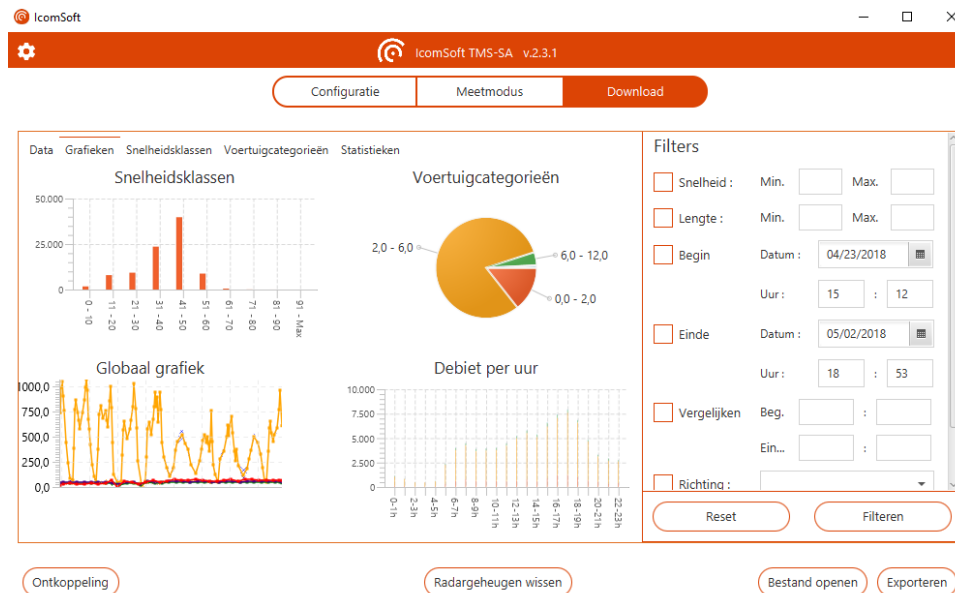 IcomSoft
IcomSoft TMS-SA v.2.3.1
Configuratie Meetmodus Download
Data Grafieken Snelheidsklassen Voertuigcategorieën Statistieken
Snelheidsklassen
50.000
25.000
0
0 - 10
11 - 20
21 - 30
31 - 40
41 - 50
51 - 60
61 - 70
71 - 80
81 - 90
91 - Max
Voertuigcategorieën
2,0 - 6,0
6,0 - 12,0
0,0 - 2,0
Globaal grafiek
1000,0
750,0
500,0
250,0
0,0
Debiet per uur
10.000
7.500
5.000
2.500
0
0-1h
2-3h
4-5h
6-7h
8-9h
10-11h
12-13h
14-15h
16-17h
18-19h
20-21h
22-23h
Filters
Snelheid : Min. Max.
Lengte : Min. Max.
Begin Datum : 04/23/2018
Uur : 15 : 12
Einde Datum : 05/02/2018
Uur : 18 : 53
Vergelijken Beg. :
Ein... :
Richting :
Reset Filteren
Ontkoppeling Radargeheugen wissen Bestand openen Exporteren